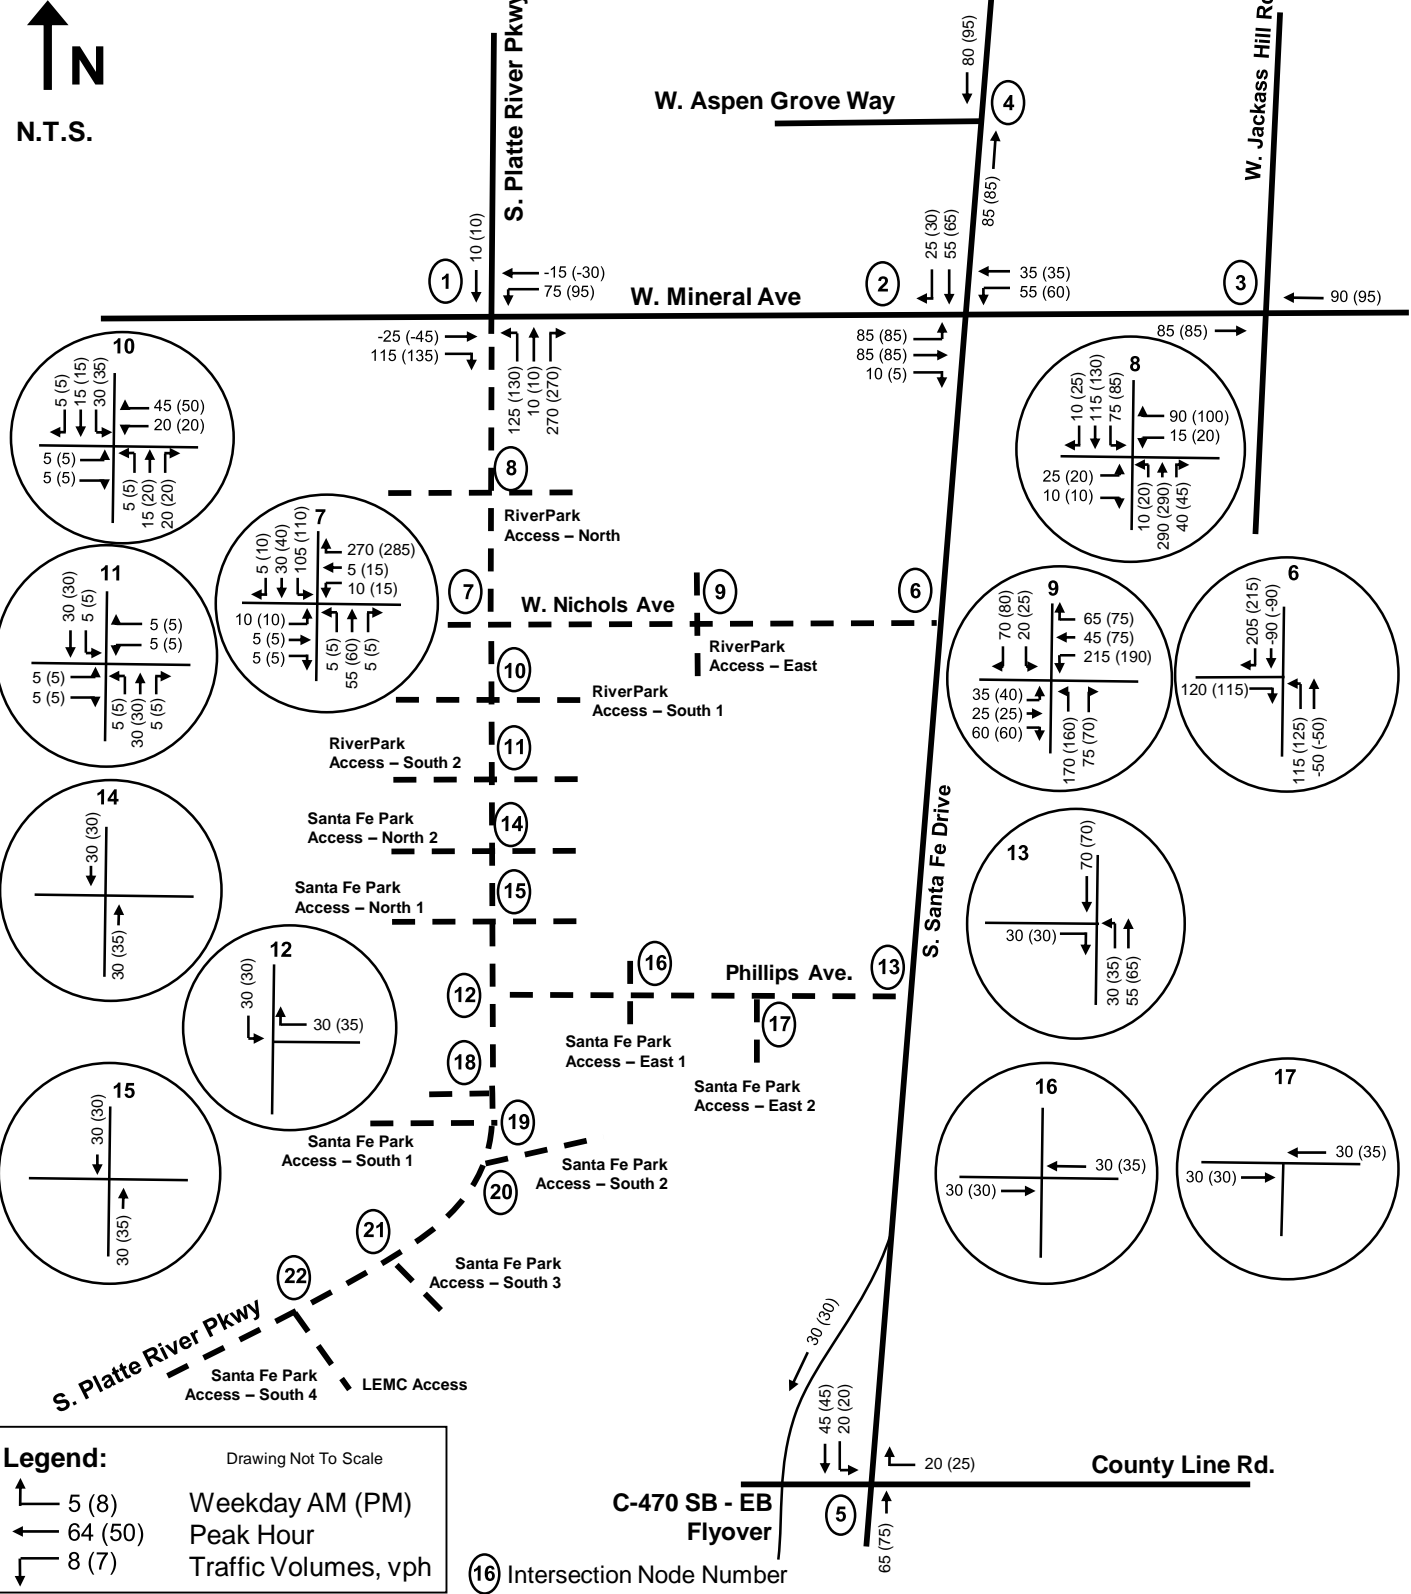 N
N.T.S.
S. Platte River Pkwy
80 (95)
W. Aspen Grove Way
4
W. Jackass Hill Rd
85 (85)
10 (10)
1
-15 (-30)
75 (95)
W. Mineral Ave
2
25 (30)
55 (65)
35 (35)
55 (60)
3
90 (95)
-25 (-45)
115 (135)
125 (130)
10 (10)
270 (270)
85 (85)
85 (85)
10 (5)
85 (85)
10
5 (5)
15 (15)
30 (35)
45 (50)
20 (20)
5 (5)
5 (5)
5 (5)
15 (20)
20 (20)
8
10 (25)
115 (130)
75 (85)
90 (100)
15 (20)
25 (20)
10 (10)
10 (20)
290 (290)
40 (45)
8
RiverPark
Access – North
7
5 (10)
30 (40)
105 (110)
270 (285)
5 (15)
10 (15)
10 (10)
5 (5)
5 (5)
5 (5)
55 (60)
5 (5)
11
30 (30)
5 (5)
5 (5)
5 (5)
5 (5)
5 (5)
5 (5)
30 (30)
5 (5)
7
W. Nichols Ave
9
6
RiverPark
Access – East
9
70 (80)
20 (25)
65 (75)
45 (75)
215 (190)
35 (40)
25 (25)
60 (60)
170 (160)
75 (70)
6
205 (215)
-90 (-90)
120 (115)
115 (125)
-50 (-50)
10
RiverPark
Access – South 1
11
RiverPark
Access – South 2
14
30 (30)
30 (35)
Santa Fe Park
Access – North 2
14
S. Santa Fe Drive
13
70 (70)
30 (30)
30 (35)
55 (65)
Santa Fe Park
Access – North 1
15
12
30 (30)
30 (35)
12
16
Phillips Ave.
13
17
Santa Fe Park
Access – East 1
Santa Fe Park
Access – East 2
15
30 (30)
30 (35)
18
19
Santa Fe Park
Access – South 1
Santa Fe Park
Access – South 2
20
16
30 (35)
30 (30)
17
30 (35)
30 (30)
21
Santa Fe Park
Access – South 3
22
S. Platte River Pkwy
Santa Fe Park
Access – South 4
LEMC Access
30 (30)
45 (45)
20 (20)
20 (25)
County Line Rd.
C-470 SB - EB
Flyover
5
65 (75)
Legend:
Drawing Not To Scale
5 (8)
64 (50)
8 (7)
Weekday AM (PM)
Peak Hour
Traffic Volumes, vph
16 Intersection Node Number